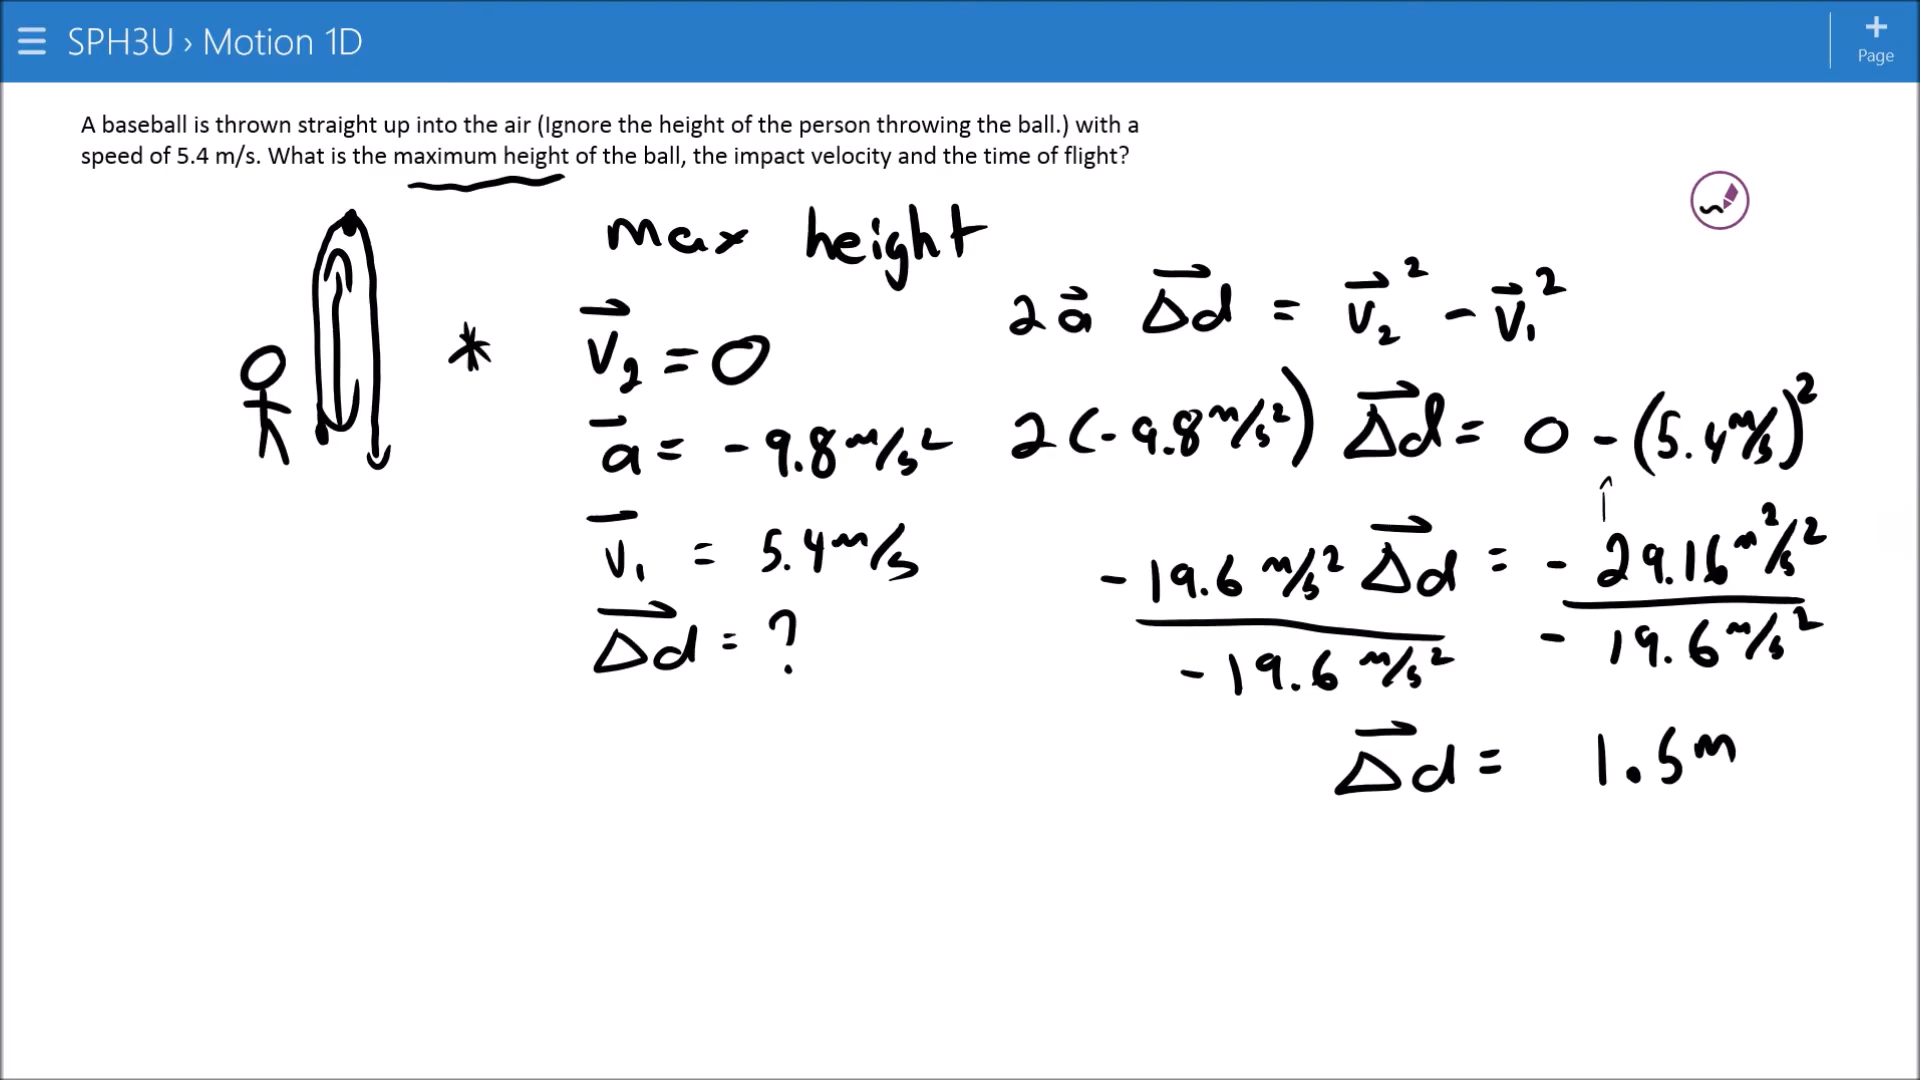 SPH3U › Motion 1D
+
Page
A baseball is thrown straight up into the air (Ignore the height of the person throwing the ball.) with a
speed of 5.4 m/s. What is the maximum height of the ball, the impact velocity and the time of flight?
max height
* v⃗₂ = 0
a⃗ = - 9.8 m/s²
v⃗₁ = 5.4 m/s
Δd⃗ = ?
2a⃗ Δd⃗ = v⃗₂² - v⃗₁²
2(-9.8 m/s²) Δd⃗ = 0 - (5.4 m/s)²
-19.6 m/s² Δd⃗ = - 29.16 m²/s²
-19.6 m/s² - 19.6 m/s²
Δd⃗ = 1.5 m